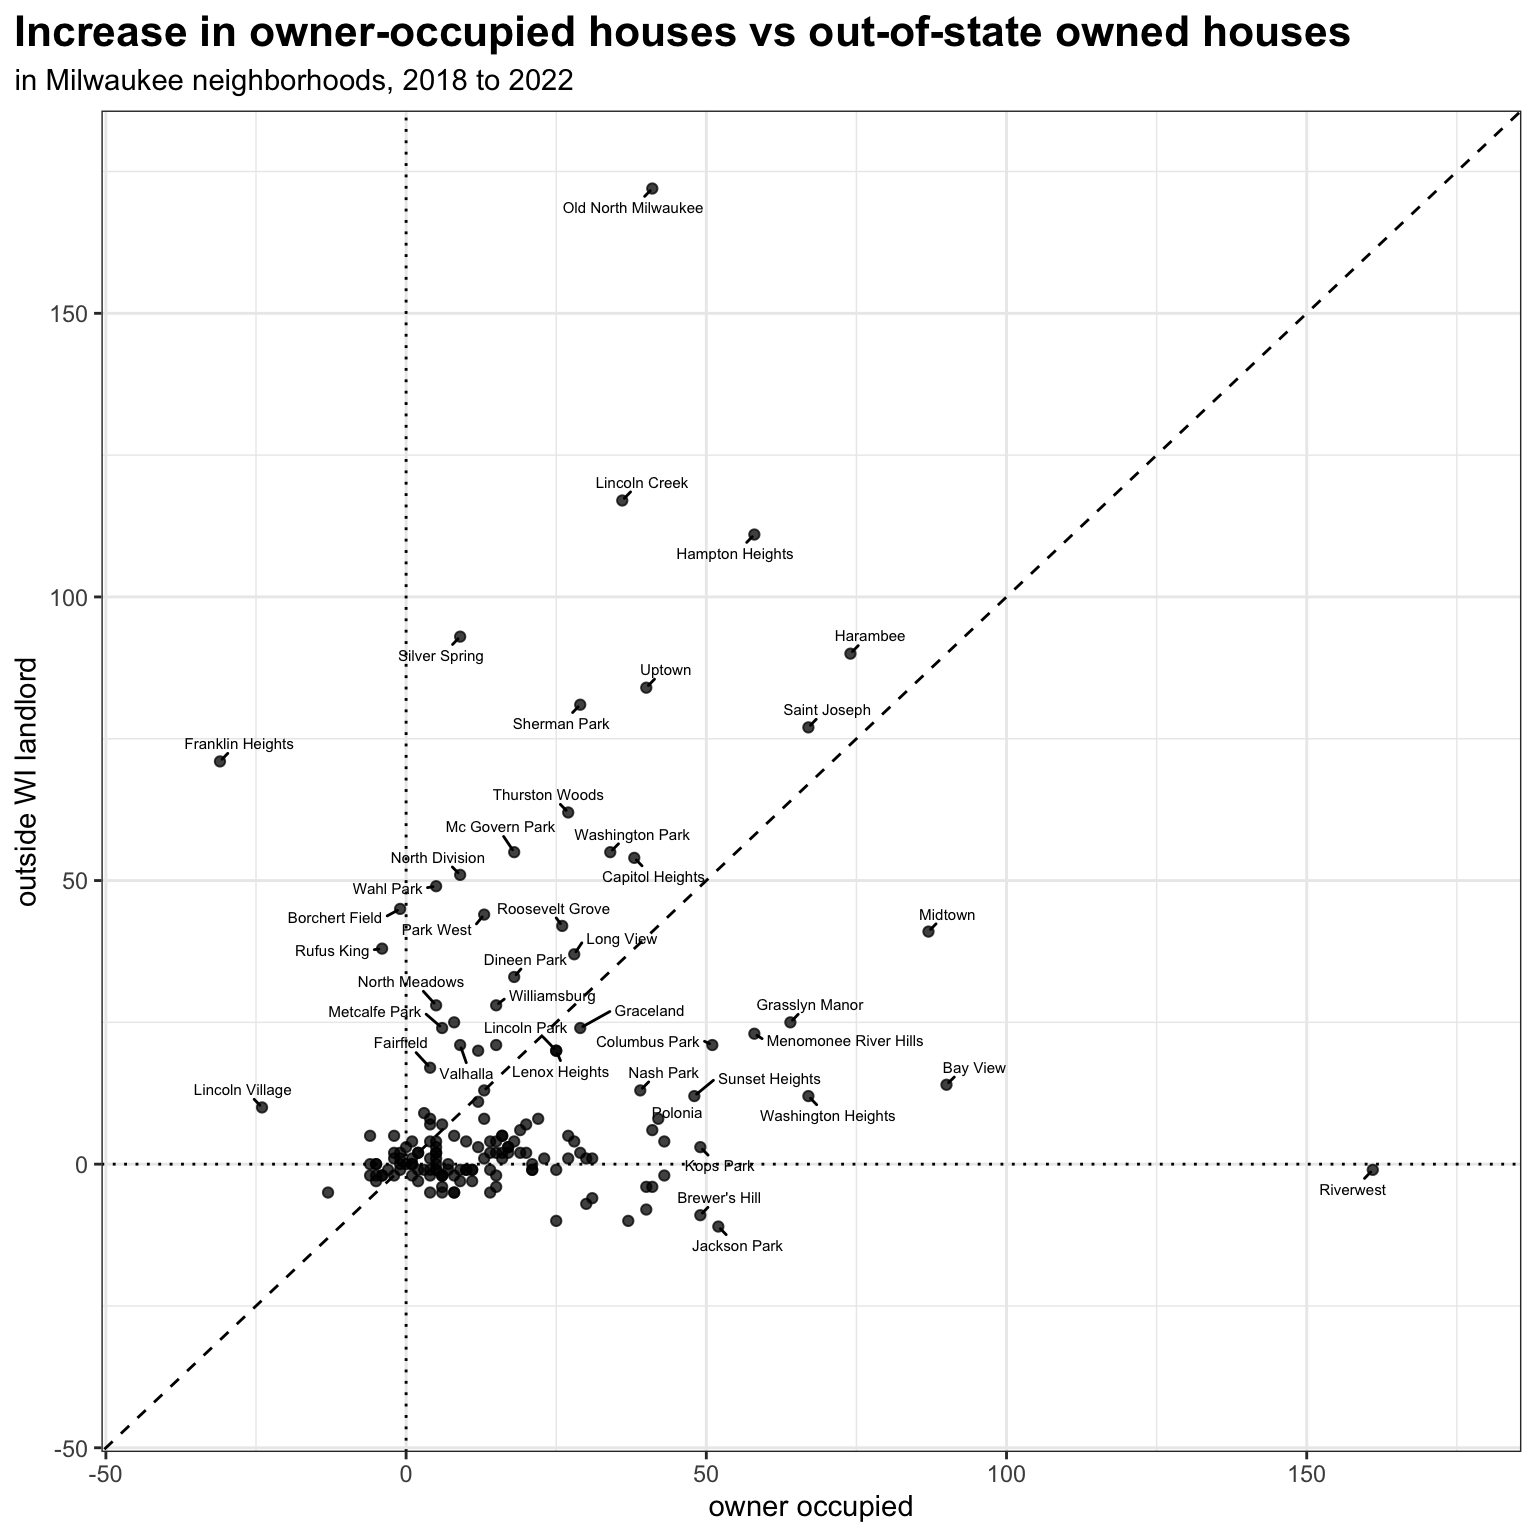 Increase in owner-occupied houses vs out-of-state owned houses
in Milwaukee neighborhoods, 2018 to 2022
Old North Milwaukee
150
Lincoln Creek
Hampton Heights
100
Harambee
Silver Spring
Uptown
Saint Joseph
Sherman Park
Franklin Heights
Thurston Woods
Mc Govern Park
Washington Park
North Division
Capitol Heights
50
Wahl Park
Roosevelt Grove
Midtown
Borchert Field
Park West
Long View
Rufus King
Dineen Park
North Meadows
Williamsburg
Grasslyn Manor
Metcalfe Park
Graceland
Lincoln Park
Fairfield
Columbus Park
Menomonee River Hills
Bay View
Valhalla
Lenox Heights
Nash Park
Sunset Heights
Lincoln Village
Polonia
Washington Heights
0
Kops Park
Riverwest
Brewer's Hill
Jackson Park
-50
outside WI landlord
-50
0
50
100
150
owner occupied